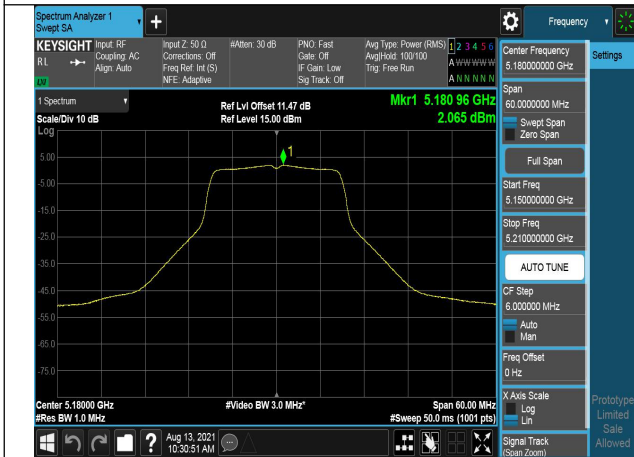 Spectrum Analyzer 1
Swept SA
+
Frequency
KEYSIGHT
RL
Input: RF
Coupling: AC
Align: Auto
Input Z: 50 Ω
Corrections: Off
Freq Ref: Int (S)
NFE: Adaptive
#Atten: 30 dB
PNO: Fast
Gate: Off
IF Gain: Low
Sig Track: Off
Avg Type: Power (RMS)
Avg|Hold: 100/100
Trig: Free Run
1 2 3 4 5 6
A W W W W W
A N N N N N
1 Spectrum
Scale/Div 10 dB
Log
Ref Lvl Offset 11.47 dB
Ref Level 15.00 dBm
Mkr1 5.180 96 GHz
2.065 dBm
1
5.00
-5.00
-15.0
-25.0
-35.0
-45.0
-55.0
-65.0
-75.0
Center 5.18000 GHz
#Res BW 1.0 MHz
#Video BW 3.0 MHz*
Span 60.00 MHz
#Sweep 50.0 ms (1001 pts)
?
Aug 13, 2021
10:30:51 AM
Center Frequency
5.180000000 GHz
Span
60.0000000 MHz
Swept Span
Zero Span
Full Span
Start Freq
5.150000000 GHz
Stop Freq
5.210000000 GHz
AUTO TUNE
CF Step
6.000000 MHz
Auto
Man
Freq Offset
0 Hz
X Axis Scale
Log
Lin
Signal Track
(Span Zoom)
Settings
Prototype
Limited
Sale
Allowed